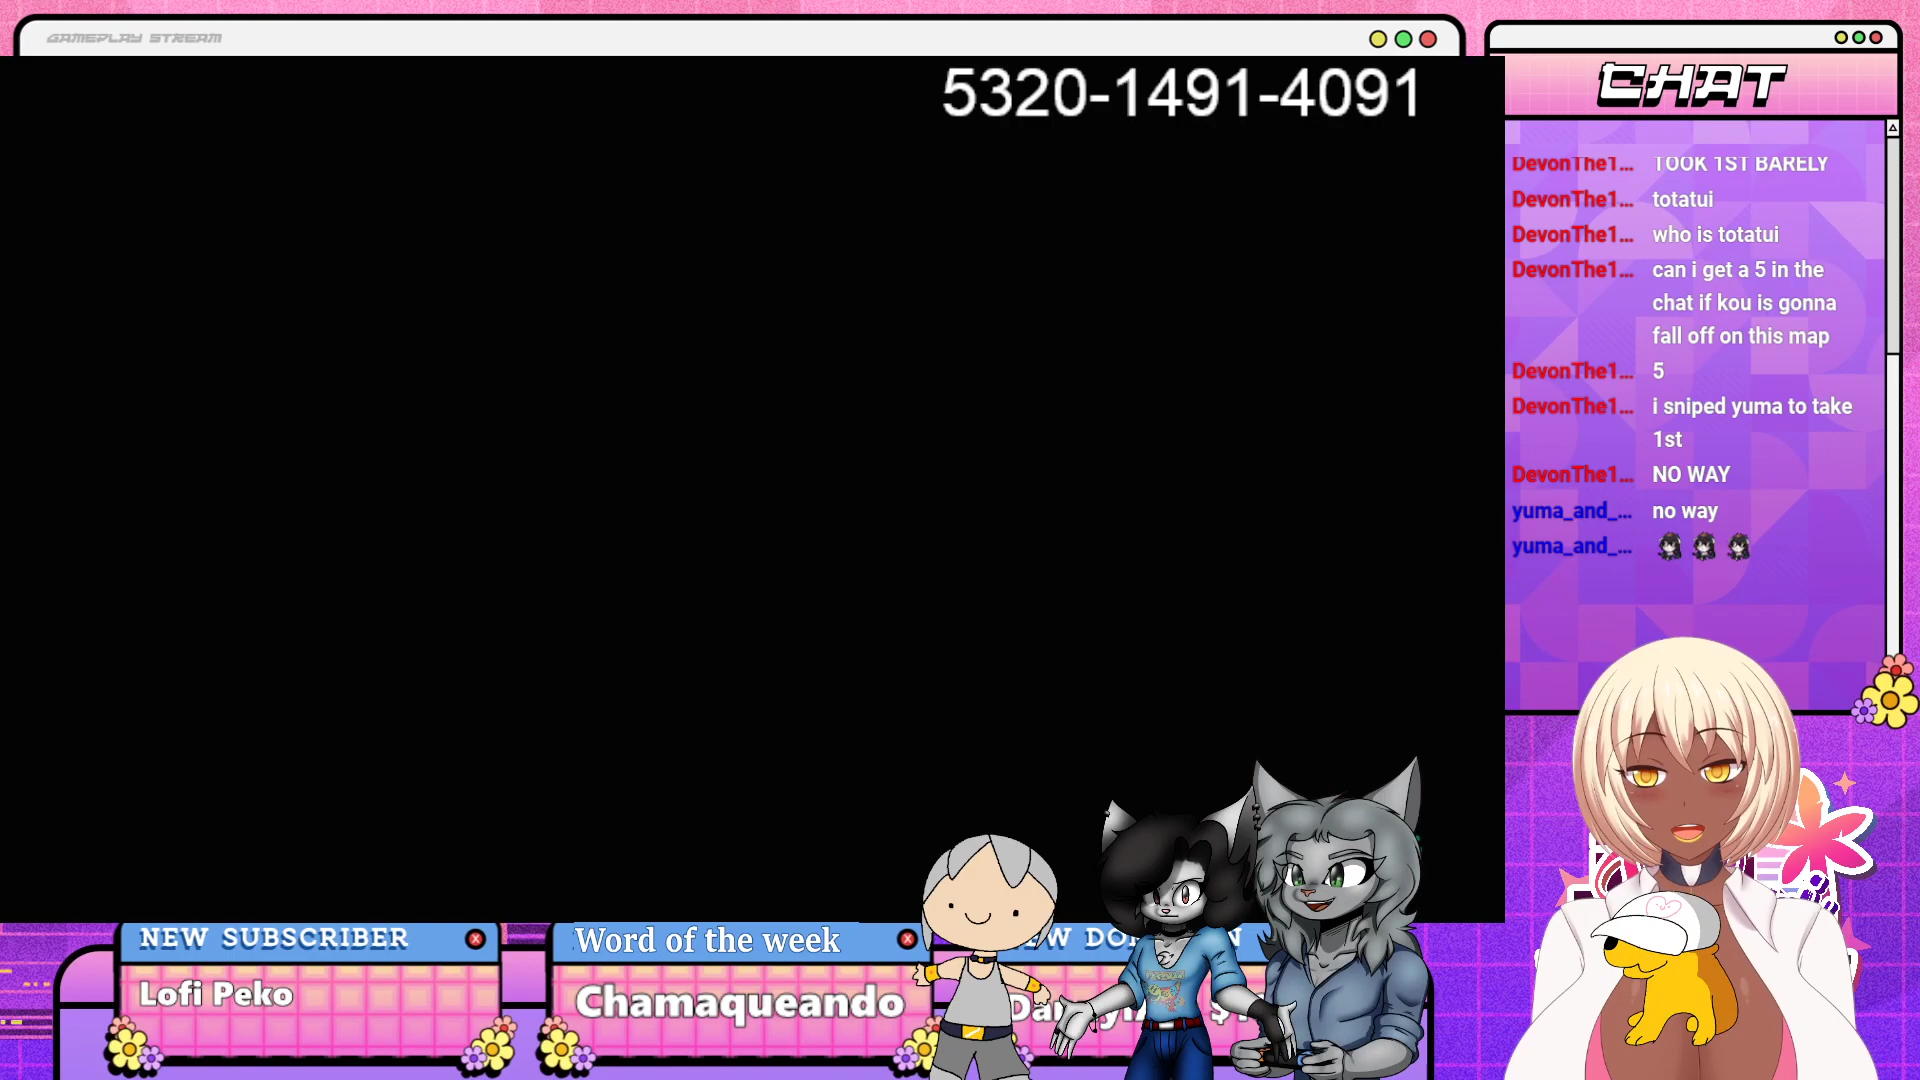 GAMEPLAY STREAM
5320-1491-4091
CHAT
DevonThe1... TOOK 1ST BARELY
DevonThe1... totatui
DevonThe1... who is totatui
DevonThe1... can i get a 5 in the
chat if kou is gonna
fall off on this map
DevonThe1... 5
DevonThe1... i sniped yuma to take
1st
DevonThe1... NO WAY
yuma_and_... no way
yuma_and_...
NEW SUBSCRIBER
Lofi Peko
Word of the week
Chamaqueando